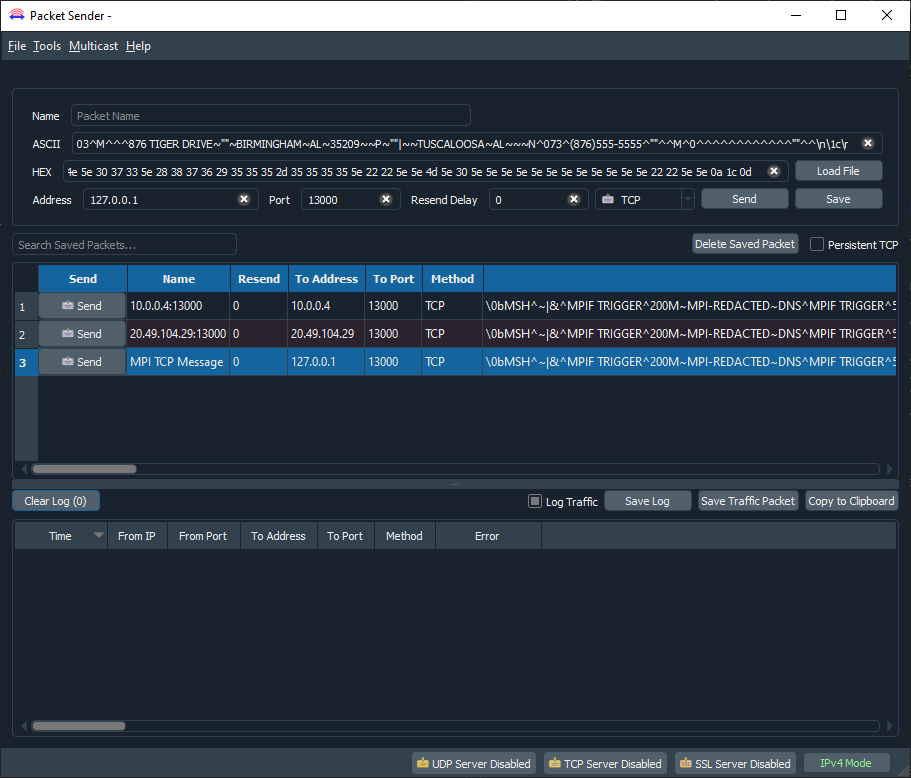 Packet Sender -
File Tools Multicast Help
Name Packet Name
ASCII 03^M^^^876 TIGER DRIVE~""~BIRMINGHAM~AL~35209~~P~""|~~TUSCALOOSA~AL~~~N^073^(876)555-5555^""^^M^0^^^^^^^^^^^^^""^^\n\1c\r
HEX 4e 5e 30 37 33 5e 28 38 37 36 29 35 35 35 2d 35 35 35 35 5e 22 22 5e 5e 4d 5e 30 5e 5e 5e 5e 5e 5e 5e 5e 5e 5e 5e 5e 5e 22 22 5e 5e 0a 1c 0d Load File
Address 127.0.0.1 Port 13000 Resend Delay 0 TCP Send Save
Search Saved Packets... Delete Saved Packet Persistent TCP
Send Name Resend To Address To Port Method
1 Send 10.0.0.4:13000 0 10.0.0.4 13000 TCP \0bMSH^~|&^MPIF TRIGGER^200M~MPI-REDACTED~DNS^MPIF TRIGGER^5
2 Send 20.49.104.29:13000 0 20.49.104.29 13000 TCP \0bMSH^~|&^MPIF TRIGGER^200M~MPI-REDACTED~DNS^MPIF TRIGGER^5
3 Send MPI TCP Message 0 127.0.0.1 13000 TCP \0bMSH^~|&^MPIF TRIGGER^200M~MPI-REDACTED~DNS^MPIF TRIGGER^5
Clear Log (0) Log Traffic Save Log Save Traffic Packet Copy to Clipboard
Time From IP From Port To Address To Port Method Error
UDP Server Disabled TCP Server Disabled SSL Server Disabled IPv4 Mode